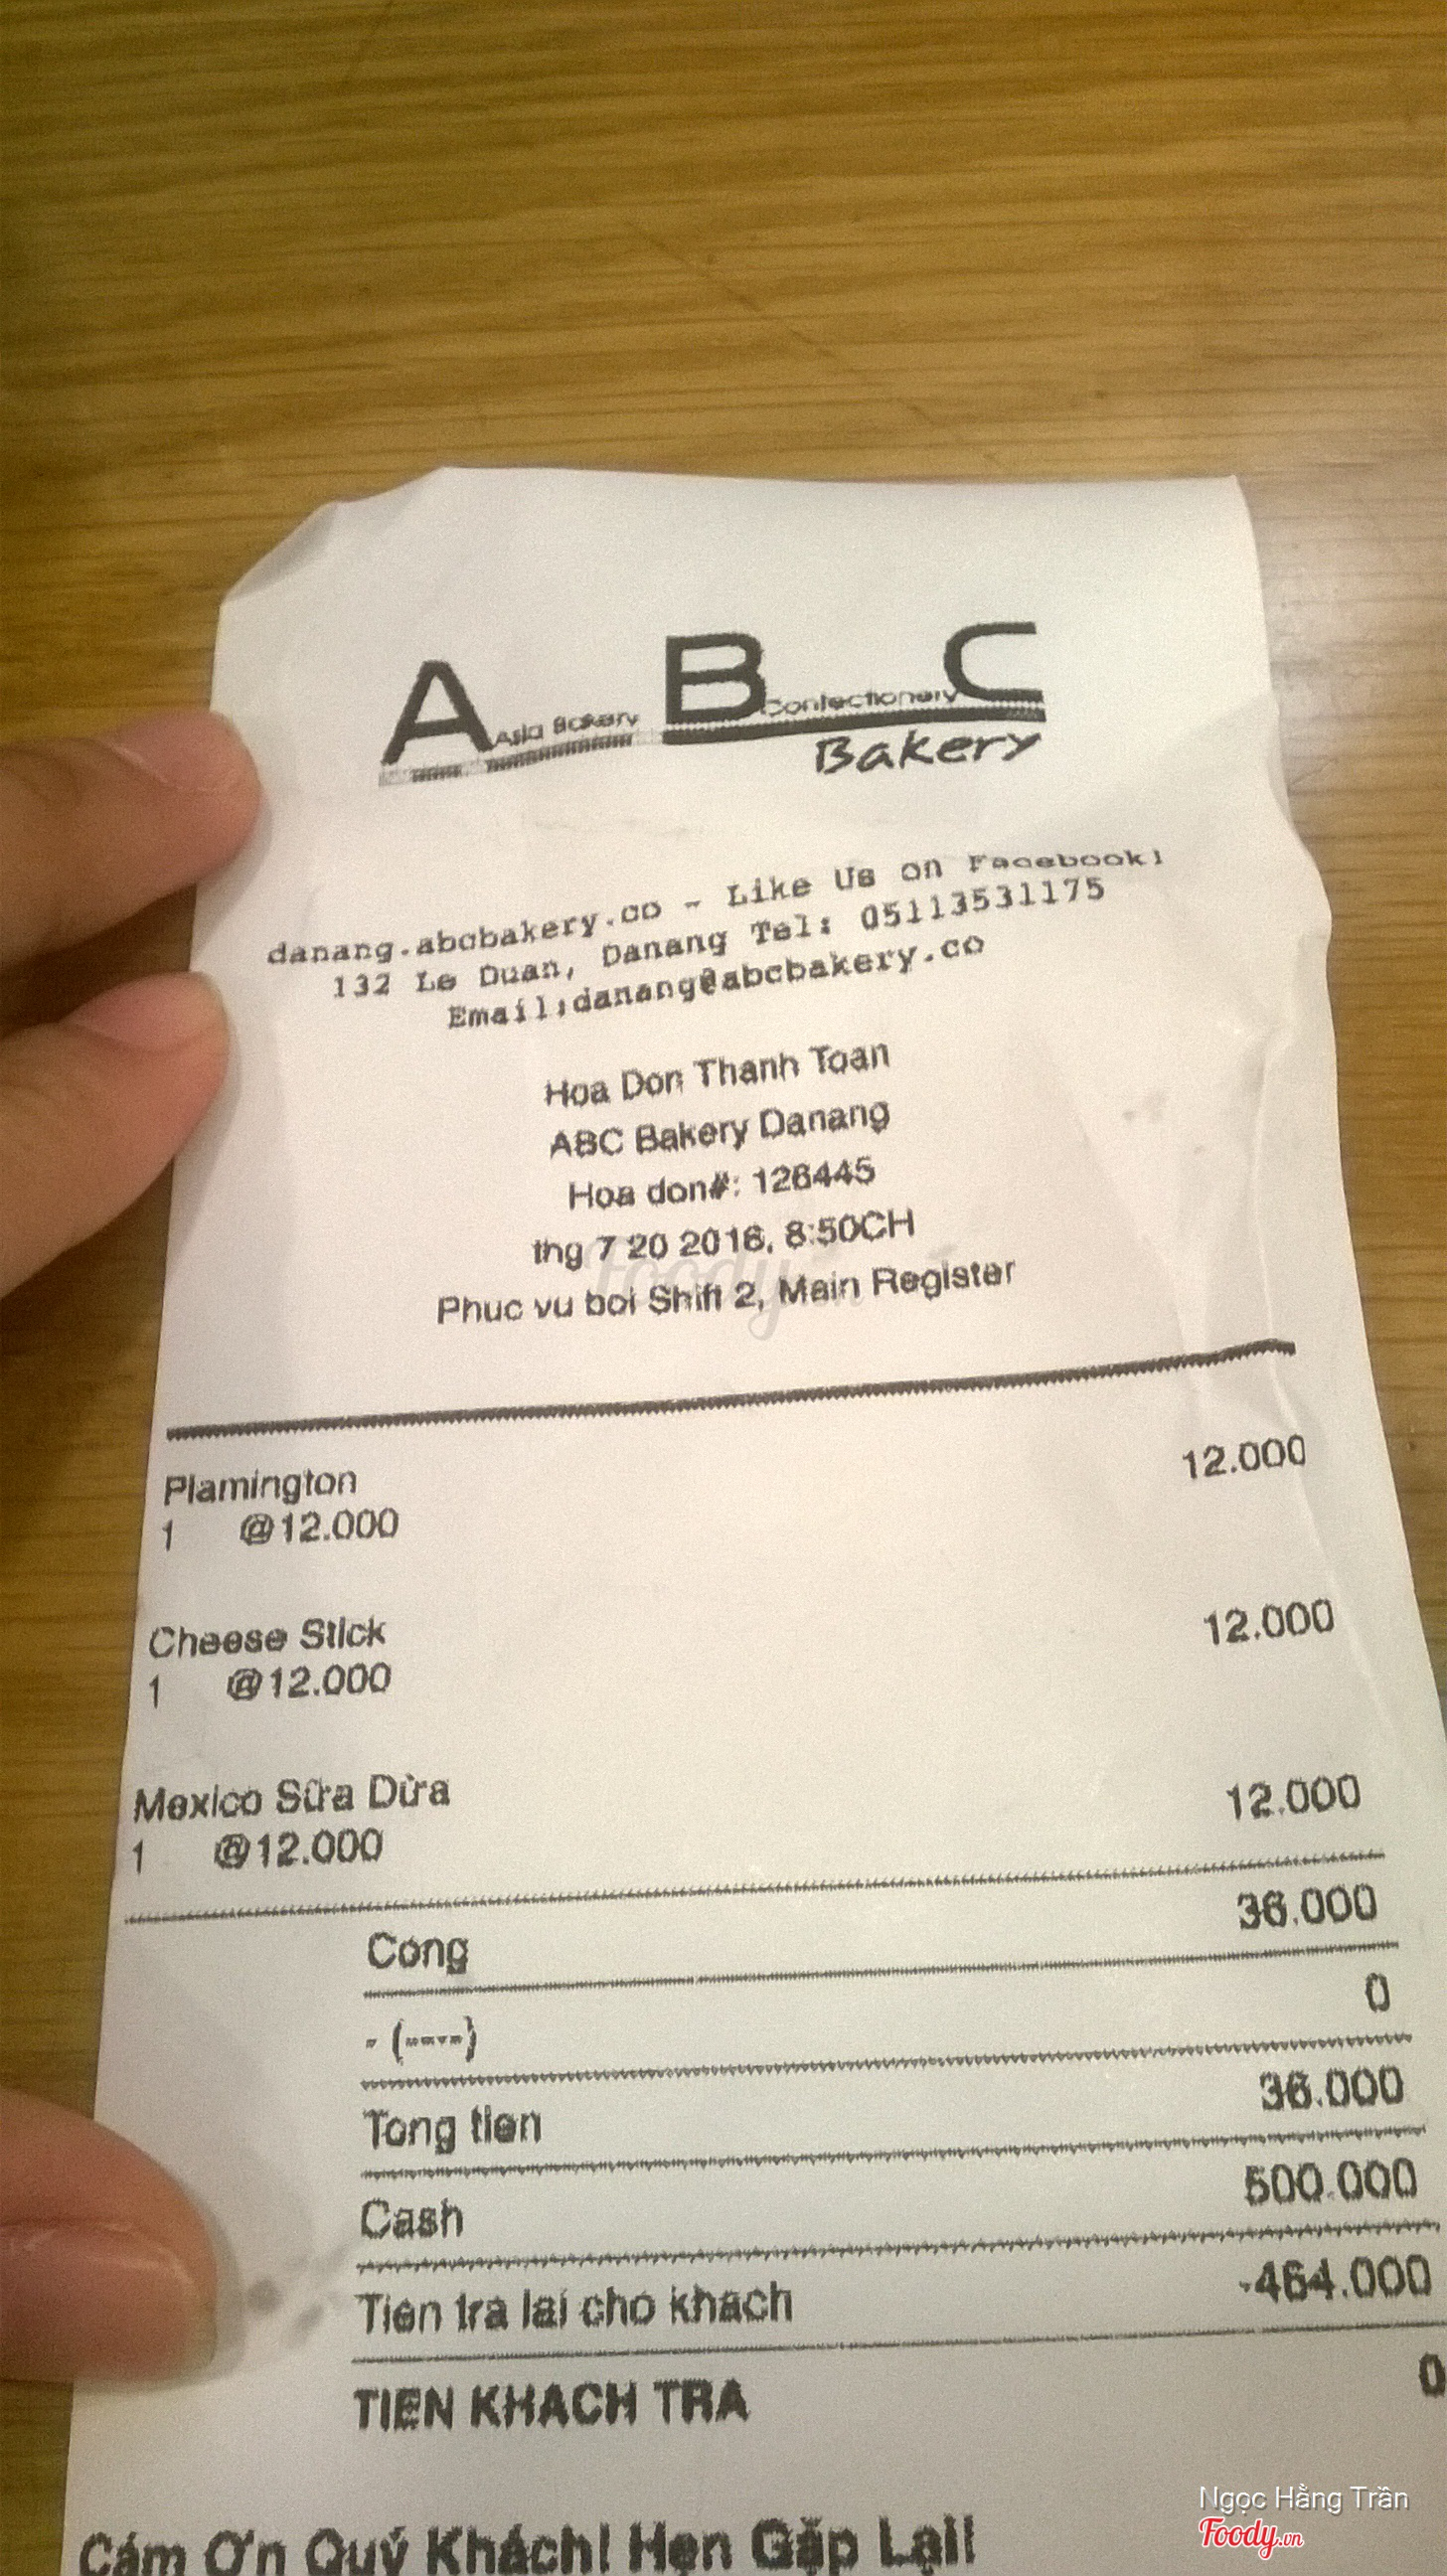 A Asia Bakery B Confectionery C
Bakery
danang.abcbakery.co - Like Us on Facebook!
132 Le Duan, Danang Tel: 05113531175
Email:danang@abcbakery.co
Hoa Don Thanh Toan
ABC Bakery Danang
Hoa don#: 126445
thg 7 20 2016, 8:50CH
Phuc vu boi Shift 2, Main Register
Plamington 12.000
1 @12.000
Cheese Stick 12.000
1 @12.000
Mexico Sữa Dừa 12.000
1 @12.000
Cong 36.000
- (----) 0
Tong tien 36.000
Cash 500.000
Tien tra lai cho khach -464.000
TIEN KHACH TRA 0
Cám Ơn Quý Khách! Hẹn Gặp Lại!
Ngọc Hằng Trần
Foody.vn